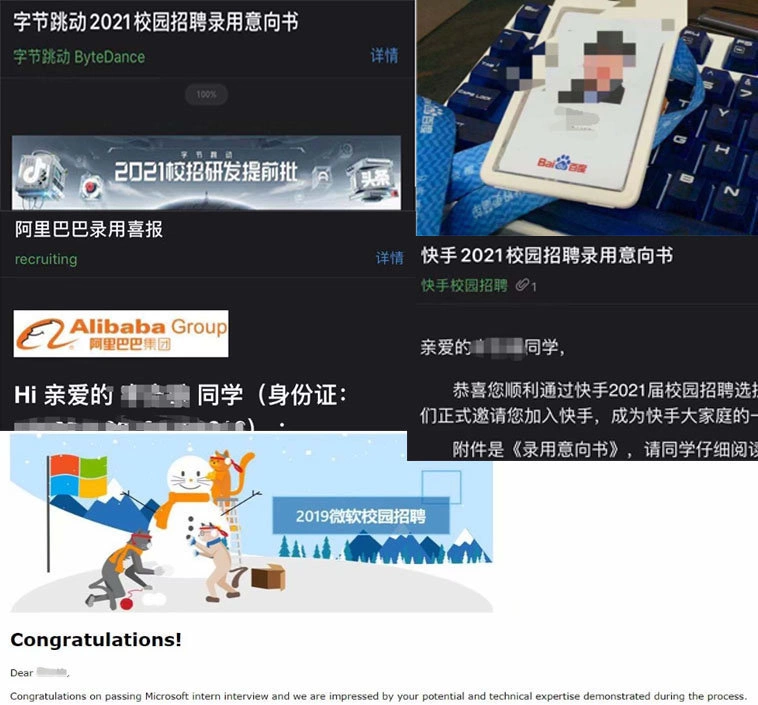 字节跳动2021校园招聘录用意向书
字节跳动 ByteDance
详情
100%
字节跳动
2021校招研发提前批
头条
阿里巴巴录用喜报
recruiting
详情
Alibaba Group
阿里巴巴集团
Hi 亲爱的 同学（身份证：
） ：
Bai百度
快手2021校园招聘录用意向书
快手校园招聘 1
亲爱的 同学，
恭喜您顺利通过快手2021届校园招聘选拔
们正式邀请您加入快手，成为快手大家庭的一
附件是《录用意向书》，请同学仔细阅读
2019微软校园招聘
Congratulations!
Dear ,
Congratulations on passing Microsoft intern interview and we are impressed by your potential and technical expertise demonstrated during the process.